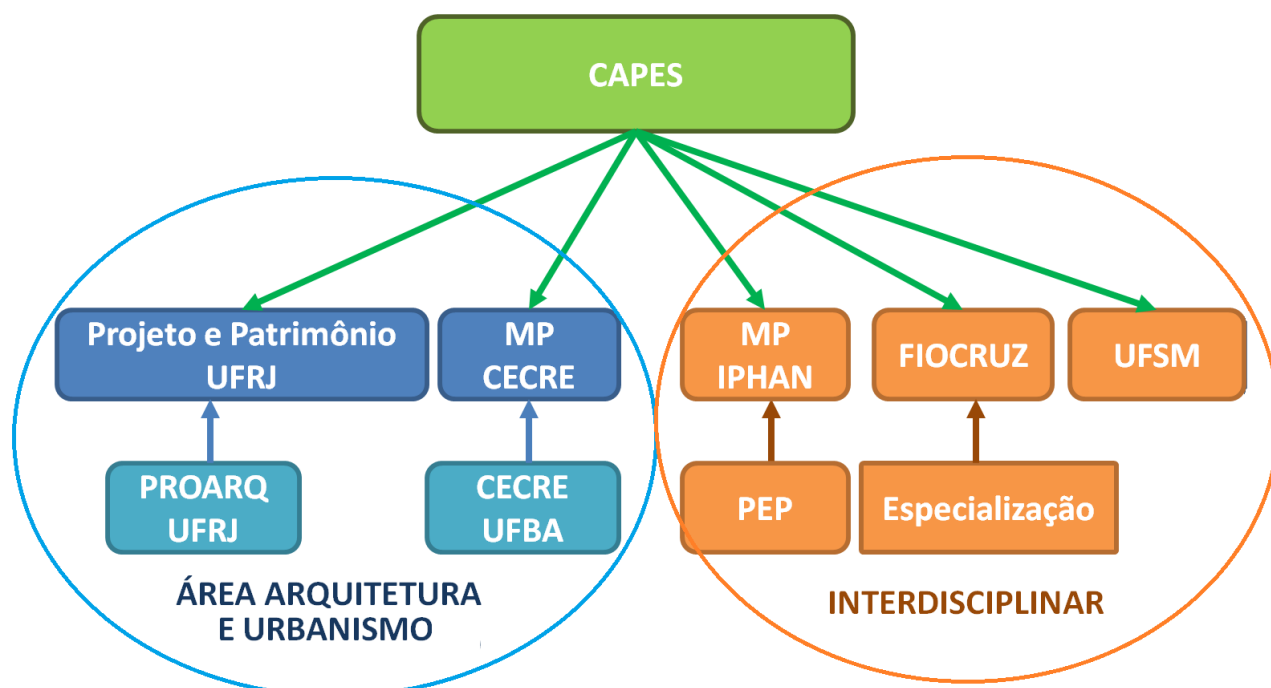 CAPES
Projeto e Patrimônio
UFRJ
MP
CECRE
MP
IPHAN
FIOCRUZ
UFSM
PROARQ
UFRJ
CECRE
UFBA
PEP
Especialização
ÁREA ARQUITETURA
E URBANISMO
INTERDISCIPLINAR